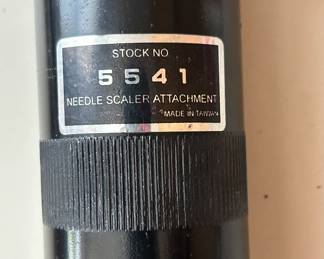 STOCK NO
5541
NEEDLE SCALER ATTACHMENT
MADE IN TAIWAN